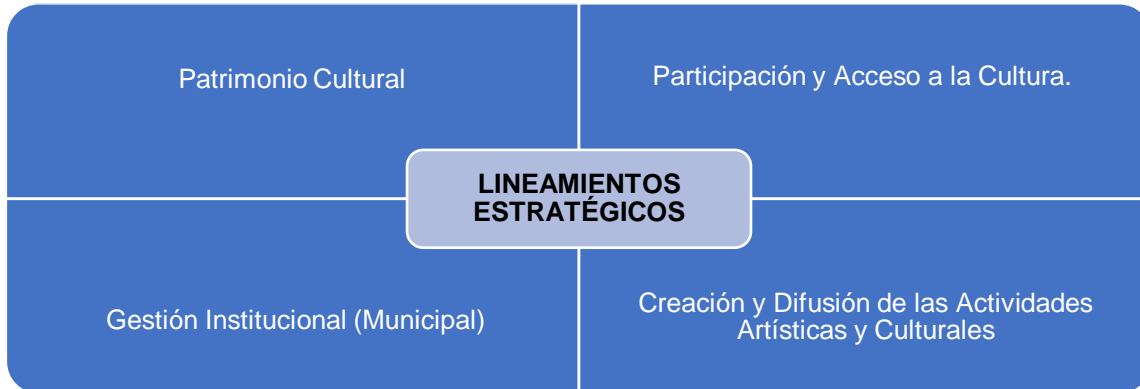 Patrimonio Cultural
Participación y Acceso a la Cultura.
LINEAMIENTOS
ESTRATÉGICOS
Gestión Institucional (Municipal)
Creación y Difusión de las Actividades
Artísticas y Culturales